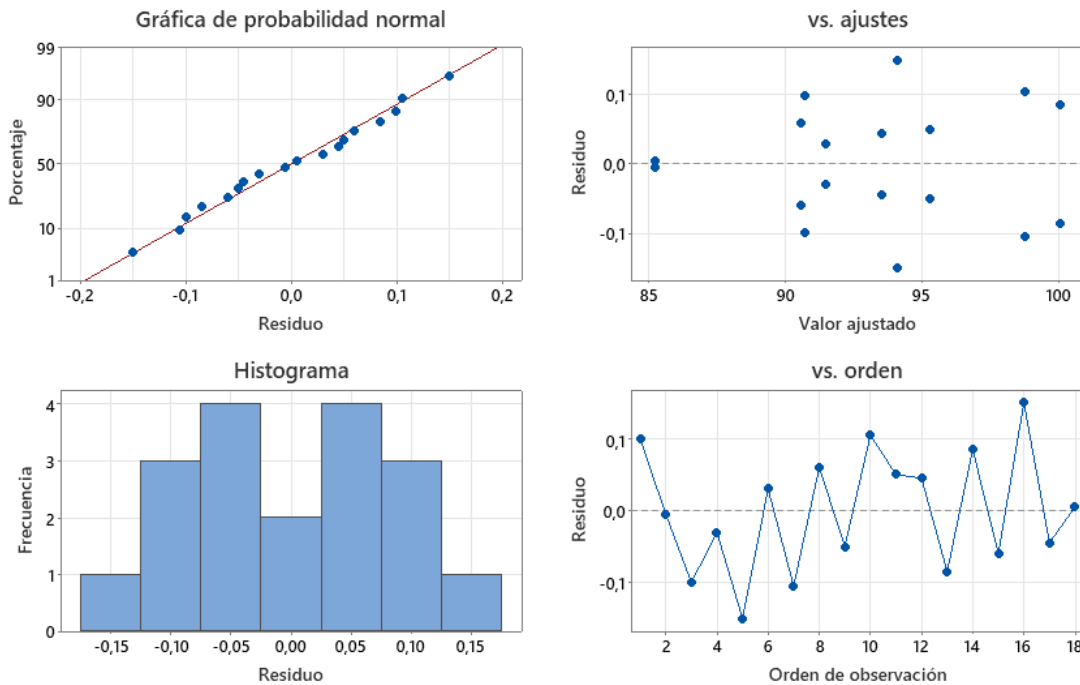 Gráfica de probabilidad normal
99
90
50
10
1
Porcentaje
-0,2 -0,1 0,0 0,1 0,2
Residuo
vs. ajustes
0,1
0,0
-0,1
Residuo
85 90 95 100
Valor ajustado
Histograma
4
3
2
1
0
Frecuencia
-0,15 -0,10 -0,05 0,00 0,05 0,10 0,15
Residuo
vs. orden
0,1
0,0
-0,1
Residuo
2 4 6 8 10 12 14 16 18
Orden de observación